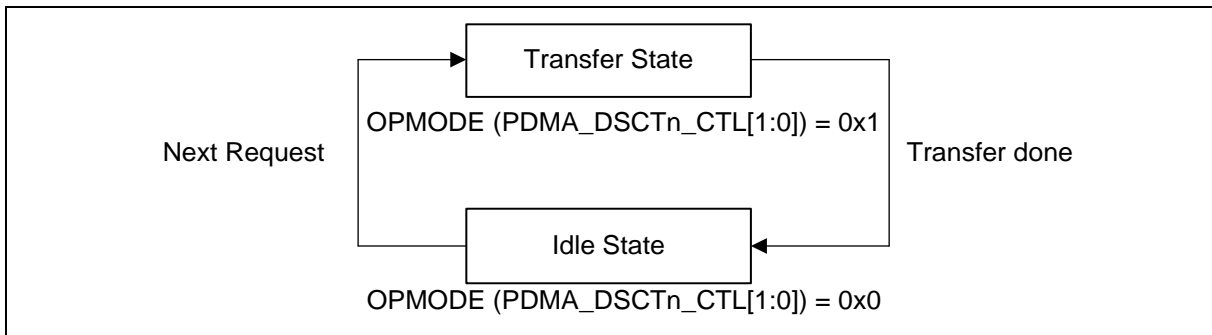 Transfer State
OPMODE (PDMA_DSCTn_CTL[1:0]) = 0x1
Next Request
Transfer done
Idle State
OPMODE (PDMA_DSCTn_CTL[1:0]) = 0x0